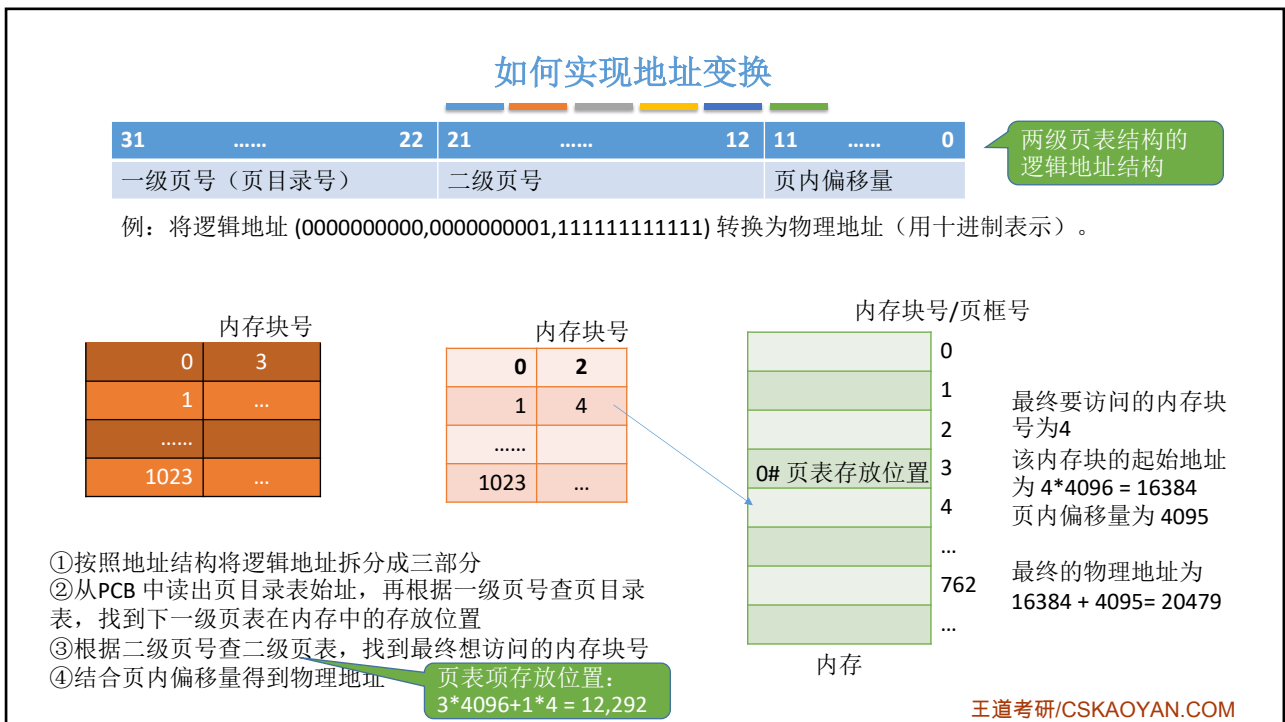 如何实现地址变换
31 …… 22 21 …… 12 11 …… 0
一级页号（页目录号） 二级页号 页内偏移量
两级页表结构的
逻辑地址结构
例：将逻辑地址 (0000000000,0000000001,111111111111) 转换为物理地址（用十进制表示）。
内存块号
0 3
1 …
……
1023 …
内存块号
0 2
1 4
……
1023 …
内存块号/页框号
0
1
2
0# 页表存放位置 3
4
…
762
…
内存
最终要访问的内存块
号为4
该内存块的起始地址
为 4*4096 = 16384
页内偏移量为 4095
最终的物理地址为
16384 + 4095= 20479
①按照地址结构将逻辑地址拆分成三部分
②从PCB 中读出页目录表始址，再根据一级页号查页目录
表，找到下一级页表在内存中的存放位置
③根据二级页号查二级页表，找到最终想访问的内存块号
④结合页内偏移量得到物理地址
页表项存放位置：
3*4096+1*4 = 12,292
王道考研/CSKAOYAN.COM